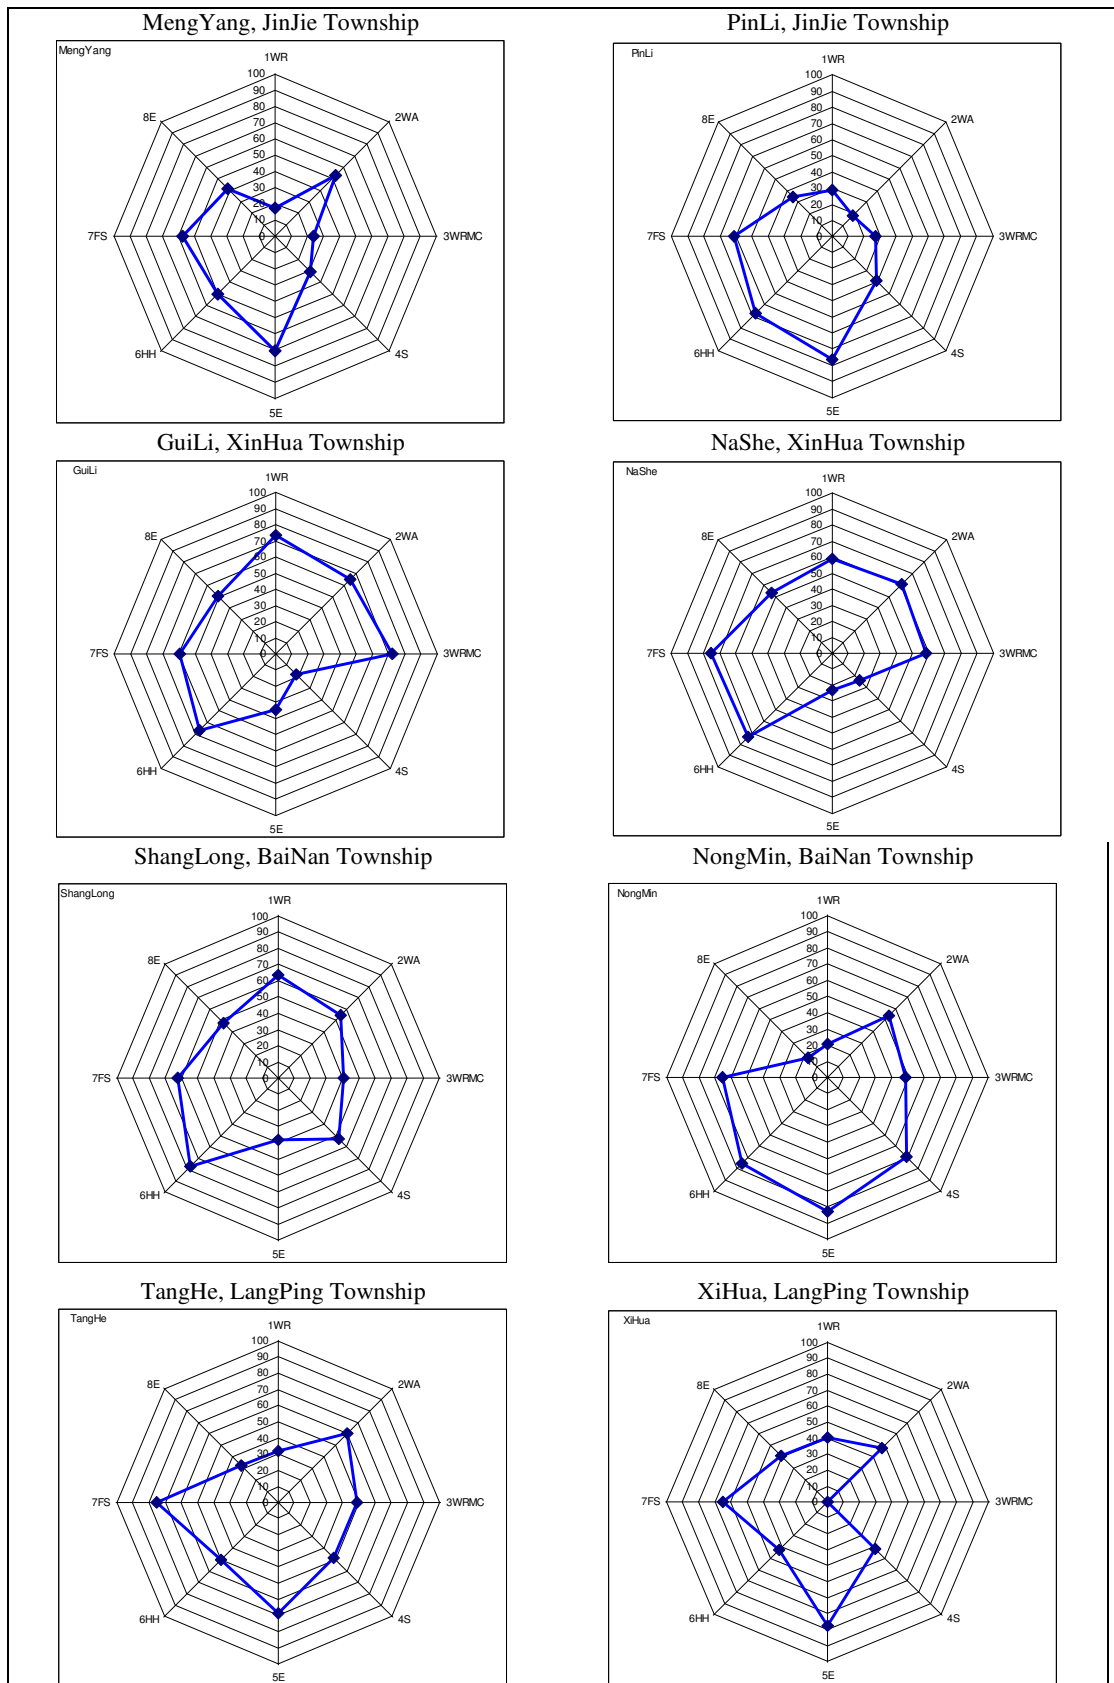 MengYang, JinJie Township
PinLi, JinJie Township
MengYang
1WR
100
90
80
70
60
50
40
30
20
10
0
2WA
3WRMC
4S
5E
6HH
7FS
8E
PinLi
1WR
100
90
80
70
60
50
40
30
20
10
0
2WA
3WRMC
4S
5E
6HH
7FS
8E
GuiLi, XinHua Township
NaShe, XinHua Township
GuiLi
1WR
100
90
80
70
60
50
40
30
20
10
0
2WA
3WRMC
4S
5E
6HH
7FS
8E
NaShe
1WR
100
90
80
70
60
50
40
30
20
10
0
2WA
3WRMC
4S
5E
6HH
7FS
8E
ShangLong, BaiNan Township
NongMin, BaiNan Township
ShangLong
1WR
100
90
80
70
60
50
40
30
20
10
0
2WA
3WRMC
4S
5E
6HH
7FS
8E
NongMin
1WR
100
90
80
70
60
50
40
30
20
10
0
2WA
3WRMC
4S
5E
6HH
7FS
8E
TangHe, LangPing Township
XiHua, LangPing Township
TangHe
1WR
100
90
80
70
60
50
40
30
20
10
0
2WA
3WRMC
4S
5E
6HH
7FS
8E
XiHua
1WR
100
90
80
70
60
50
40
30
20
10
0
2WA
3WRMC
4S
5E
6HH
7FS
8E